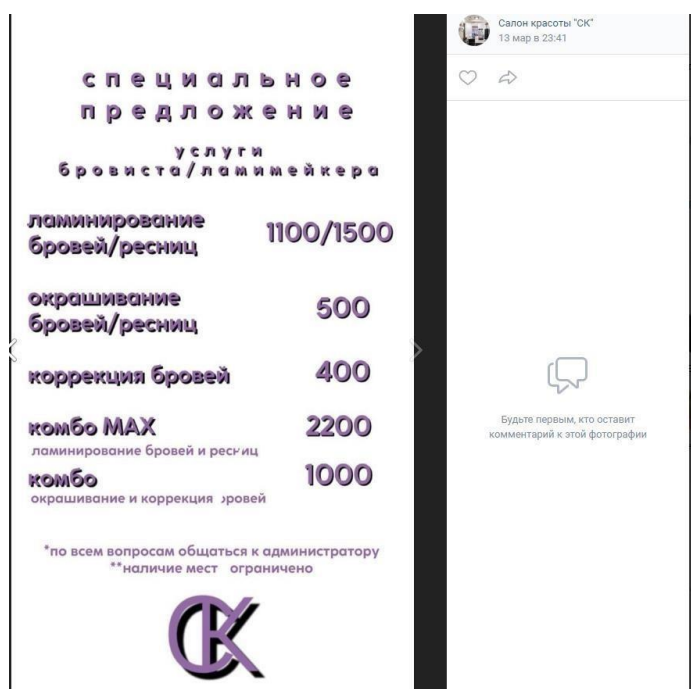 специальное
предложение
услуги
бровиста/ламимейкера
ламинирование
бровей/ресниц
1100/1500
окрашивание
бровей/ресниц
500
коррекция бровей
400
комбо MAX
2200
ламинирование бровей и ресниц
комбо
1000
окрашивание и коррекция бровей
*по всем вопросам общаться к администратору
**наличие мест ограничено
СК
Салон красоты "СК"
13 мар в 23:41
Будьте первым, кто оставит
комментарий к этой фотографии